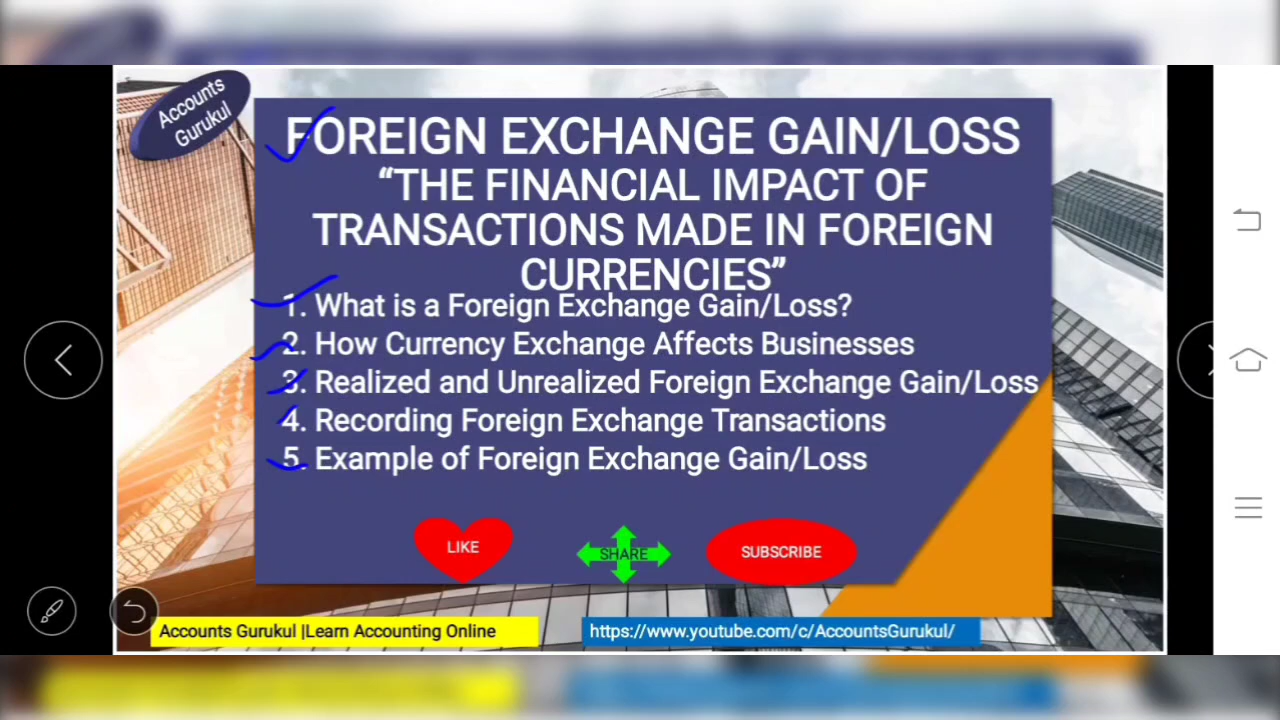 Accounts
Gurukul
FOREIGN EXCHANGE GAIN/LOSS
“THE FINANCIAL IMPACT OF
TRANSACTIONS MADE IN FOREIGN
CURRENCIES”
1. What is a Foreign Exchange Gain/Loss?
2. How Currency Exchange Affects Businesses
3. Realized and Unrealized Foreign Exchange Gain/Loss
4. Recording Foreign Exchange Transactions
5. Example of Foreign Exchange Gain/Loss
LIKE
SHARE
SUBSCRIBE
Accounts Gurukul |Learn Accounting Online
https://www.youtube.com/c/AccountsGurukul/